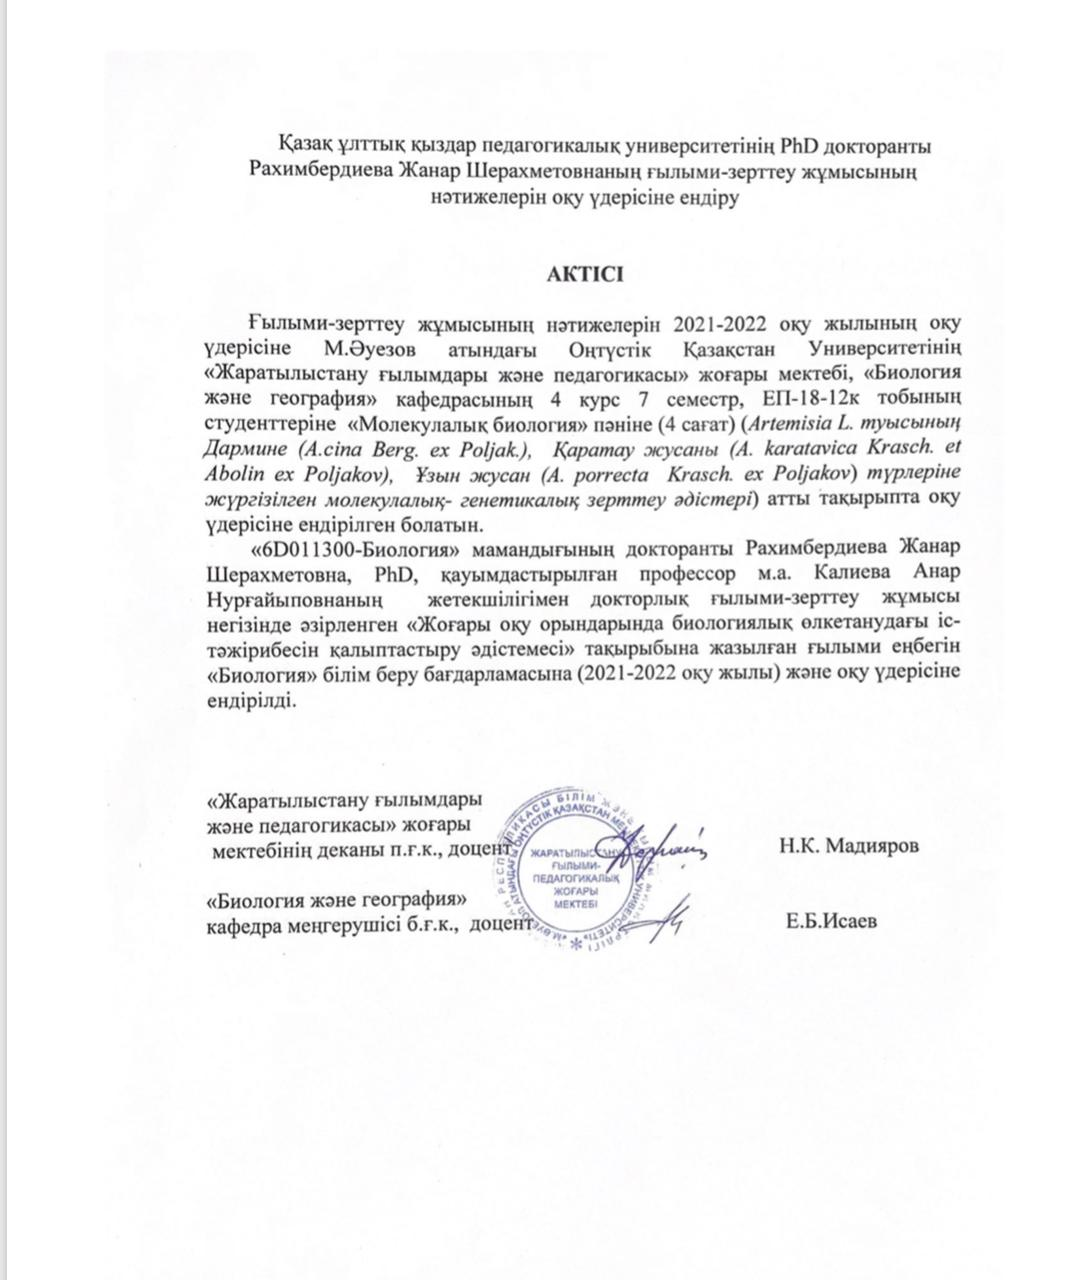 Қазақ ұлттық қыздар педагогикалық университетінің PhD докторанты
Рахимбердиева Жанар Шерахметовнаның ғылыми-зерттеу жұмысының
нәтижелерін оқу үдерісіне ендіру
АКТІСІ
Ғылыми-зерттеу жұмысының нәтижелерін 2021-2022 оқу жылының оқу
үдерісіне М.Әуезов атындағы Оңтүстік Қазақстан Университетінің
«Жаратылыстану ғылымдары және педагогикасы» жоғары мектебі, «Биология
және география» кафедрасының 4 курс 7 семестр, ЕП-18-12к тобының
студенттеріне «Молекулалық биология» пәніне (4 сағат) (Artemisia L. туысының
Дармине (A.cina Berg. ex Poljak.), Қаратау жусаны (A. karatavica Krasch. et
Abolin ex Poljakov), Ұзын жусан (A. porrecta Krasch. ex Poljakov) түрлеріне
жүргізілген молекулалық- генетикалық зерттеу әдістері) атты тақырыпта оқу
үдерісіне ендірілген болатын.
«6D011300-Биология» мамандығының докторанты Рахимбердиева Жанар
Шерахметовна, PhD, қауымдастырылған профессор м.а. Калиева Анар
Нурғайыповнаның жетекшілігімен докторлық ғылыми-зерттеу жұмысы
негізінде әзірленген «Жоғары оқу орындарында биологиялық өлкетанудағы іс-
тәжірибесін қалыптастыру әдістемесі» тақырыбына жазылған ғылыми еңбегін
«Биология» білім беру бағдарламасына (2021-2022 оқу жылы) және оқу үдерісіне
ендірілді.
«Жаратылыстану ғылымдары
және педагогикасы» жоғары
мектебінің деканы п.ғ.к., доцент
Н.К. Мадияров
«Биология және география»
кафедра меңгерушісі б.ғ.к., доцент
Е.Б.Исаев
ЖАРАТЫЛЫСТАНУ
ҒЫЛЫМИ-
ПЕДАГОГИКАЛЫҚ
ЖОҒАРЫ
МЕКТЕБІ